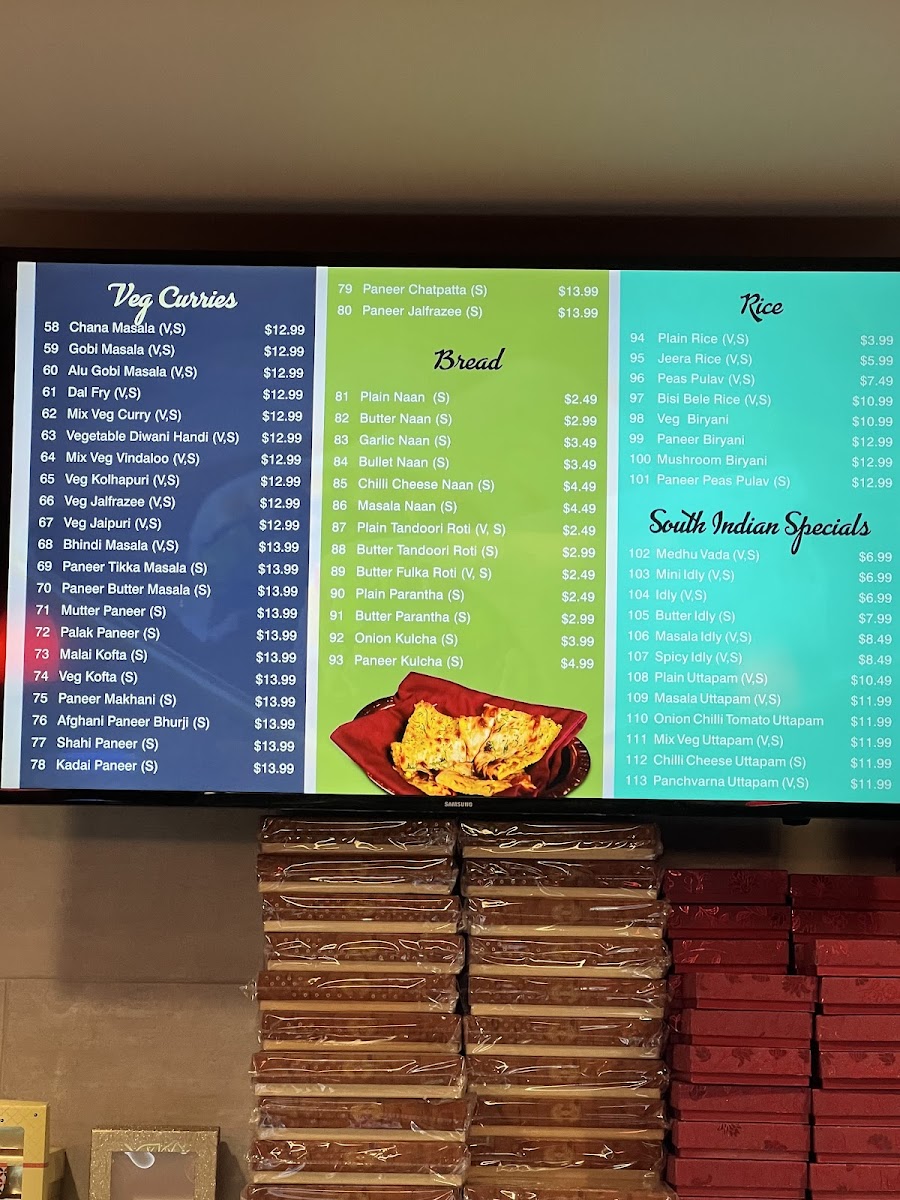 Veg Curries
58 Chana Masala (V,S) $12.99
59 Gobi Masala (V,S) $12.99
60 Alu Gobi Masala (V,S) $12.99
61 Dal Fry (V,S) $12.99
62 Mix Veg Curry (V,S) $12.99
63 Vegetable Diwani Handi (V,S) $12.99
64 Mix Veg Vindaloo (V,S) $12.99
65 Veg Kolhapuri (V,S) $12.99
66 Veg Jalfrazee (V,S) $12.99
67 Veg Jaipuri (V,S) $12.99
68 Bhindi Masala (V,S) $13.99
69 Paneer Tikka Masala (S) $13.99
70 Paneer Butter Masala (S) $13.99
71 Mutter Paneer (S) $13.99
72 Palak Paneer (S) $13.99
73 Malai Kofta (S) $13.99
74 Veg Kofta (S) $13.99
75 Paneer Makhani (S) $13.99
76 Afghani Paneer Bhurji (S) $13.99
77 Shahi Paneer (S) $13.99
78 Kadai Paneer (S) $13.99
79 Paneer Chatpatta (S) $13.99
80 Paneer Jalfrazee (S) $13.99
Bread
81 Plain Naan (S) $2.49
82 Butter Naan (S) $2.99
83 Garlic Naan (S) $3.49
84 Bullet Naan (S) $3.49
85 Chilli Cheese Naan (S) $4.49
86 Masala Naan (S) $4.49
87 Plain Tandoori Roti (V, S) $2.49
88 Butter Tandoori Roti (S) $2.99
89 Butter Fulka Roti (V, S) $2.49
90 Plain Parantha (S) $2.49
91 Butter Parantha (S) $2.99
92 Onion Kulcha (S) $3.99
93 Paneer Kulcha (S) $4.99
Rice
94 Plain Rice (V,S) $3.99
95 Jeera Rice (V,S) $5.99
96 Peas Pulav (V,S) $7.49
97 Bisi Bele Rice (V,S) $10.99
98 Veg Biryani $10.99
99 Paneer Biryani $12.99
100 Mushroom Biryani $12.99
101 Paneer Peas Pulav (S) $12.99
South Indian Specials
102 Medhu Vada (V,S) $6.99
103 Mini Idly (V,S) $6.99
104 Idly (V,S) $6.99
105 Butter Idly (S) $7.99
106 Masala Idly (V,S) $8.49
107 Spicy Idly (V,S) $8.49
108 Plain Uttapam (V,S) $10.49
109 Masala Uttapam (V,S) $11.99
110 Onion Chilli Tomato Uttapam $11.99
111 Mix Veg Uttapam (V,S) $11.99
112 Chilli Cheese Uttapam (S) $11.99
113 Panchvarna Uttapam (V,S) $11.99
SAMSUNG